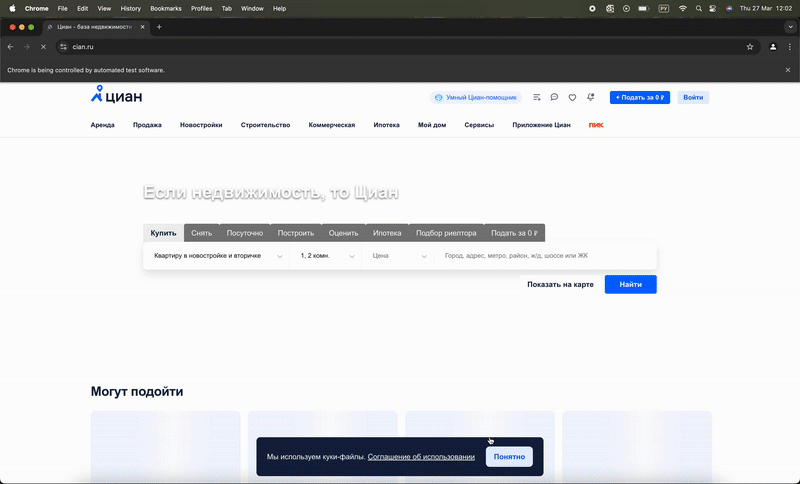 Chrome File Edit View History Bookmarks Profiles Tab Window Help РУ Thu 27 Mar 12:02
Циан - база недвижимости
cian.ru
Chrome is being controlled by automated test software.
циан Умный Циан-помощник + Подать за 0 ₽ Войти
Аренда Продажа Новостройки Строительство Коммерческая Ипотека Мой дом Сервисы Приложение Циан ПИК
Если недвижимость, то Циан
Купить Снять Посуточно Построить Оценить Ипотека Подбор риелтора Подать за 0 ₽
Квартиру в новостройке и вторичке 1, 2 комн. Цена Город, адрес, метро, район, ж/д, шоссе или ЖК
Показать на карте Найти
Могут подойти
Мы используем куки-файлы. Соглашение об использовании Понятно